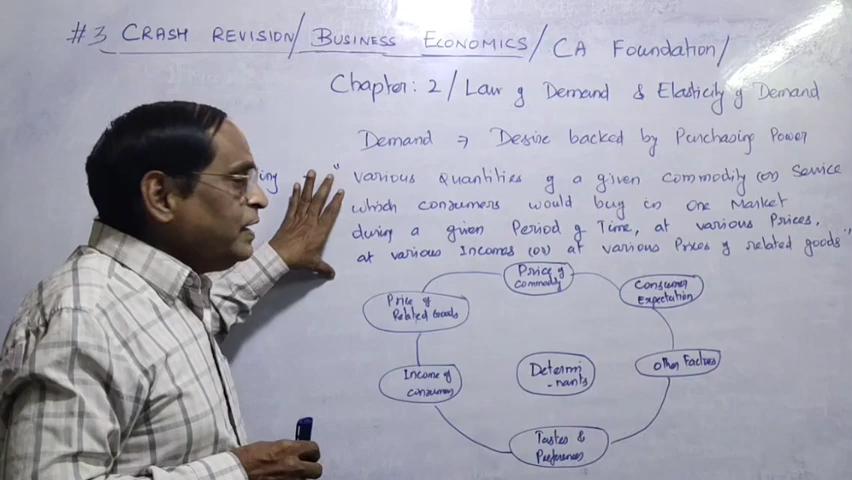 #3 CRASH REVISION/ BUSINESS ECONOMICS/ CA FOUNDATION/
Chapter: 2/ Law of Demand & Elasticity of Demand
Demand → Desire backed by Purchasing Power
ing "Various Quantities of a given Commodity (or) Service
which consumers would buy in one Market
during a given Period of Time, at various Prices,
at various Incomes (or) at various Prices of related goods"
Price of
Commodity
Consumer
Expectation
Price of
Related Goods
Other Factors
Income of
Consumer
Determi
-nants
Tastes &
Preferences